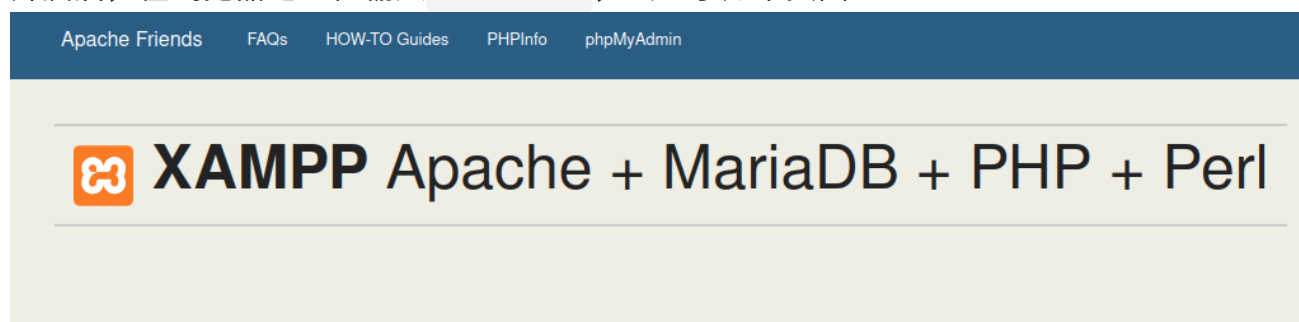 Apache Friends FAQs HOW-TO Guides PHPInfo phpMyAdmin
XAMPP Apache + MariaDB + PHP + Perl